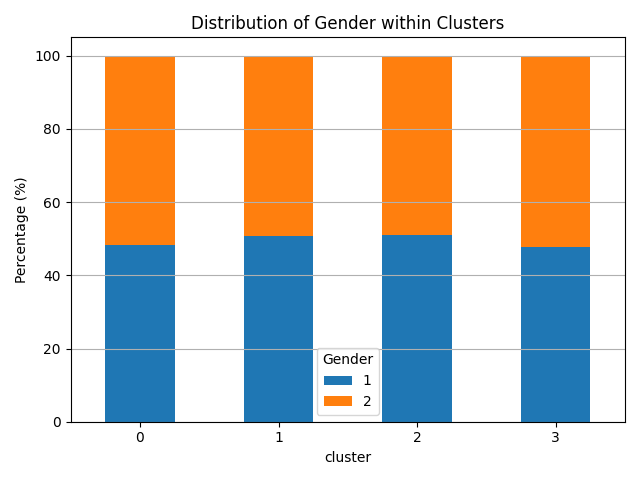 Distribution of Gender within Clusters
Percentage (%)
100
80
60
40
20
0
Gender
1
2
0 1 2 3
cluster